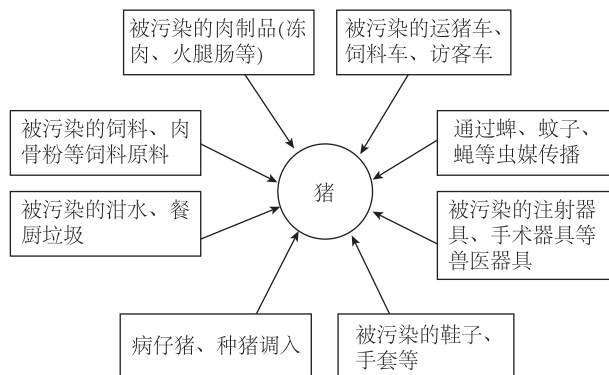 被污染的肉制品(冻
肉、火腿肠等)
被污染的运猪车、
饲料车、访客车
被污染的饲料、肉
骨粉等饲料原料
通过蜱、蚊子、
蝇等虫媒传播
猪
被污染的泔水、餐
厨垃圾
被污染的注射器
具、手术器具等
兽医器具
病仔猪、种猪调入
被污染的鞋子、
手套等